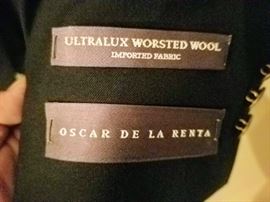 ULTRALUX WORSTED WOOL
IMPORTED FABRIC
OSCAR DE LA RENTA